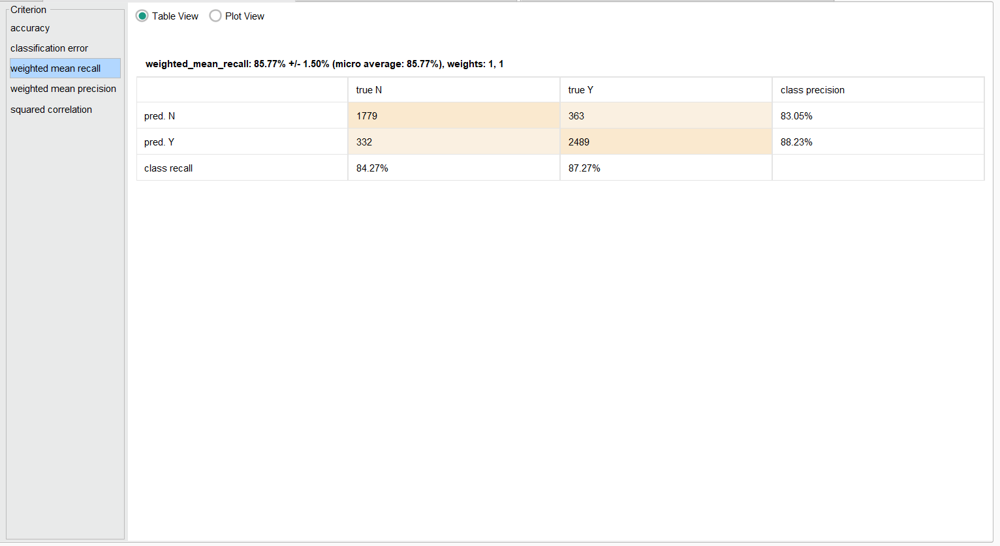 Criterion
accuracy
classification error
weighted mean recall
weighted mean precision
squared correlation
Table View Plot View
weighted_mean_recall: 85.77% +/- 1.50% (micro average: 85.77%), weights: 1, 1
true N true Y class precision
pred. N 1779 363 83.05%
pred. Y 332 2489 88.23%
class recall 84.27% 87.27%